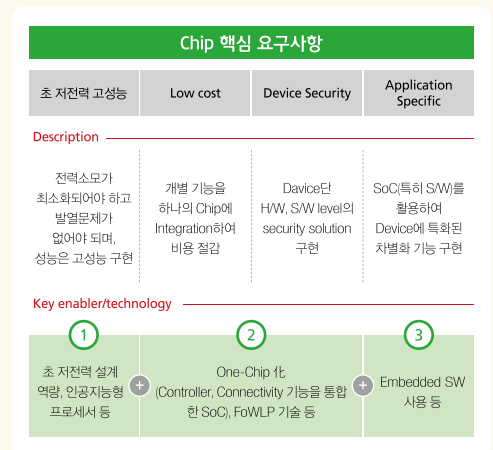 Chip 핵심 요구사항
초 저전력 고성능
Low cost
Device Security
Application
Specific
Description
전력소모가
최소화되어야 하고
발열문제가
없어야 되며,
성능은 고성능 구현
개별 기능을
하나의 Chip에
Integration하여
비용 절감
Davice단
H/W, S/W level의
security solution
구현
SoC(특히 S/W)를
활용하여
Device에 특화된
차별화 기능 구현
Key enabler/technology
1
초 저전력 설계
역량, 인공지능형
프로세서 등
+
2
One-Chip 化
(Controller, Connectivity 기능을 통합
한 SoC), FoWLP 기술 등
+
3
Embedded SW
사용 등